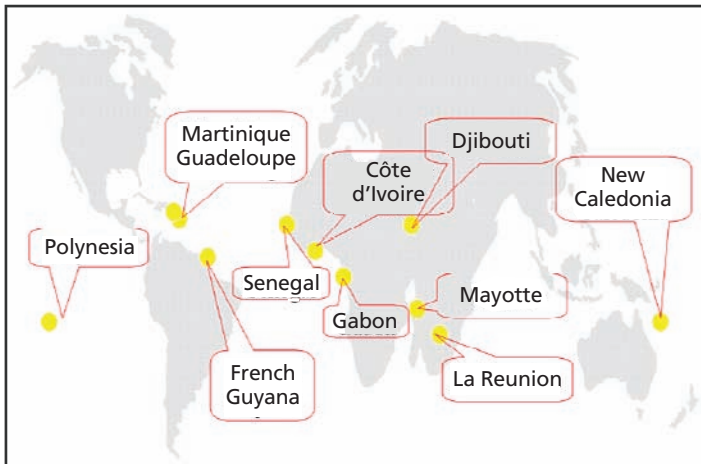 Martinique
Guadeloupe
Djibouti
Côte
d’Ivoire
New
Caledonia
Polynesia
Senegal
Gabon
Mayotte
French
Guyana
La Reunion